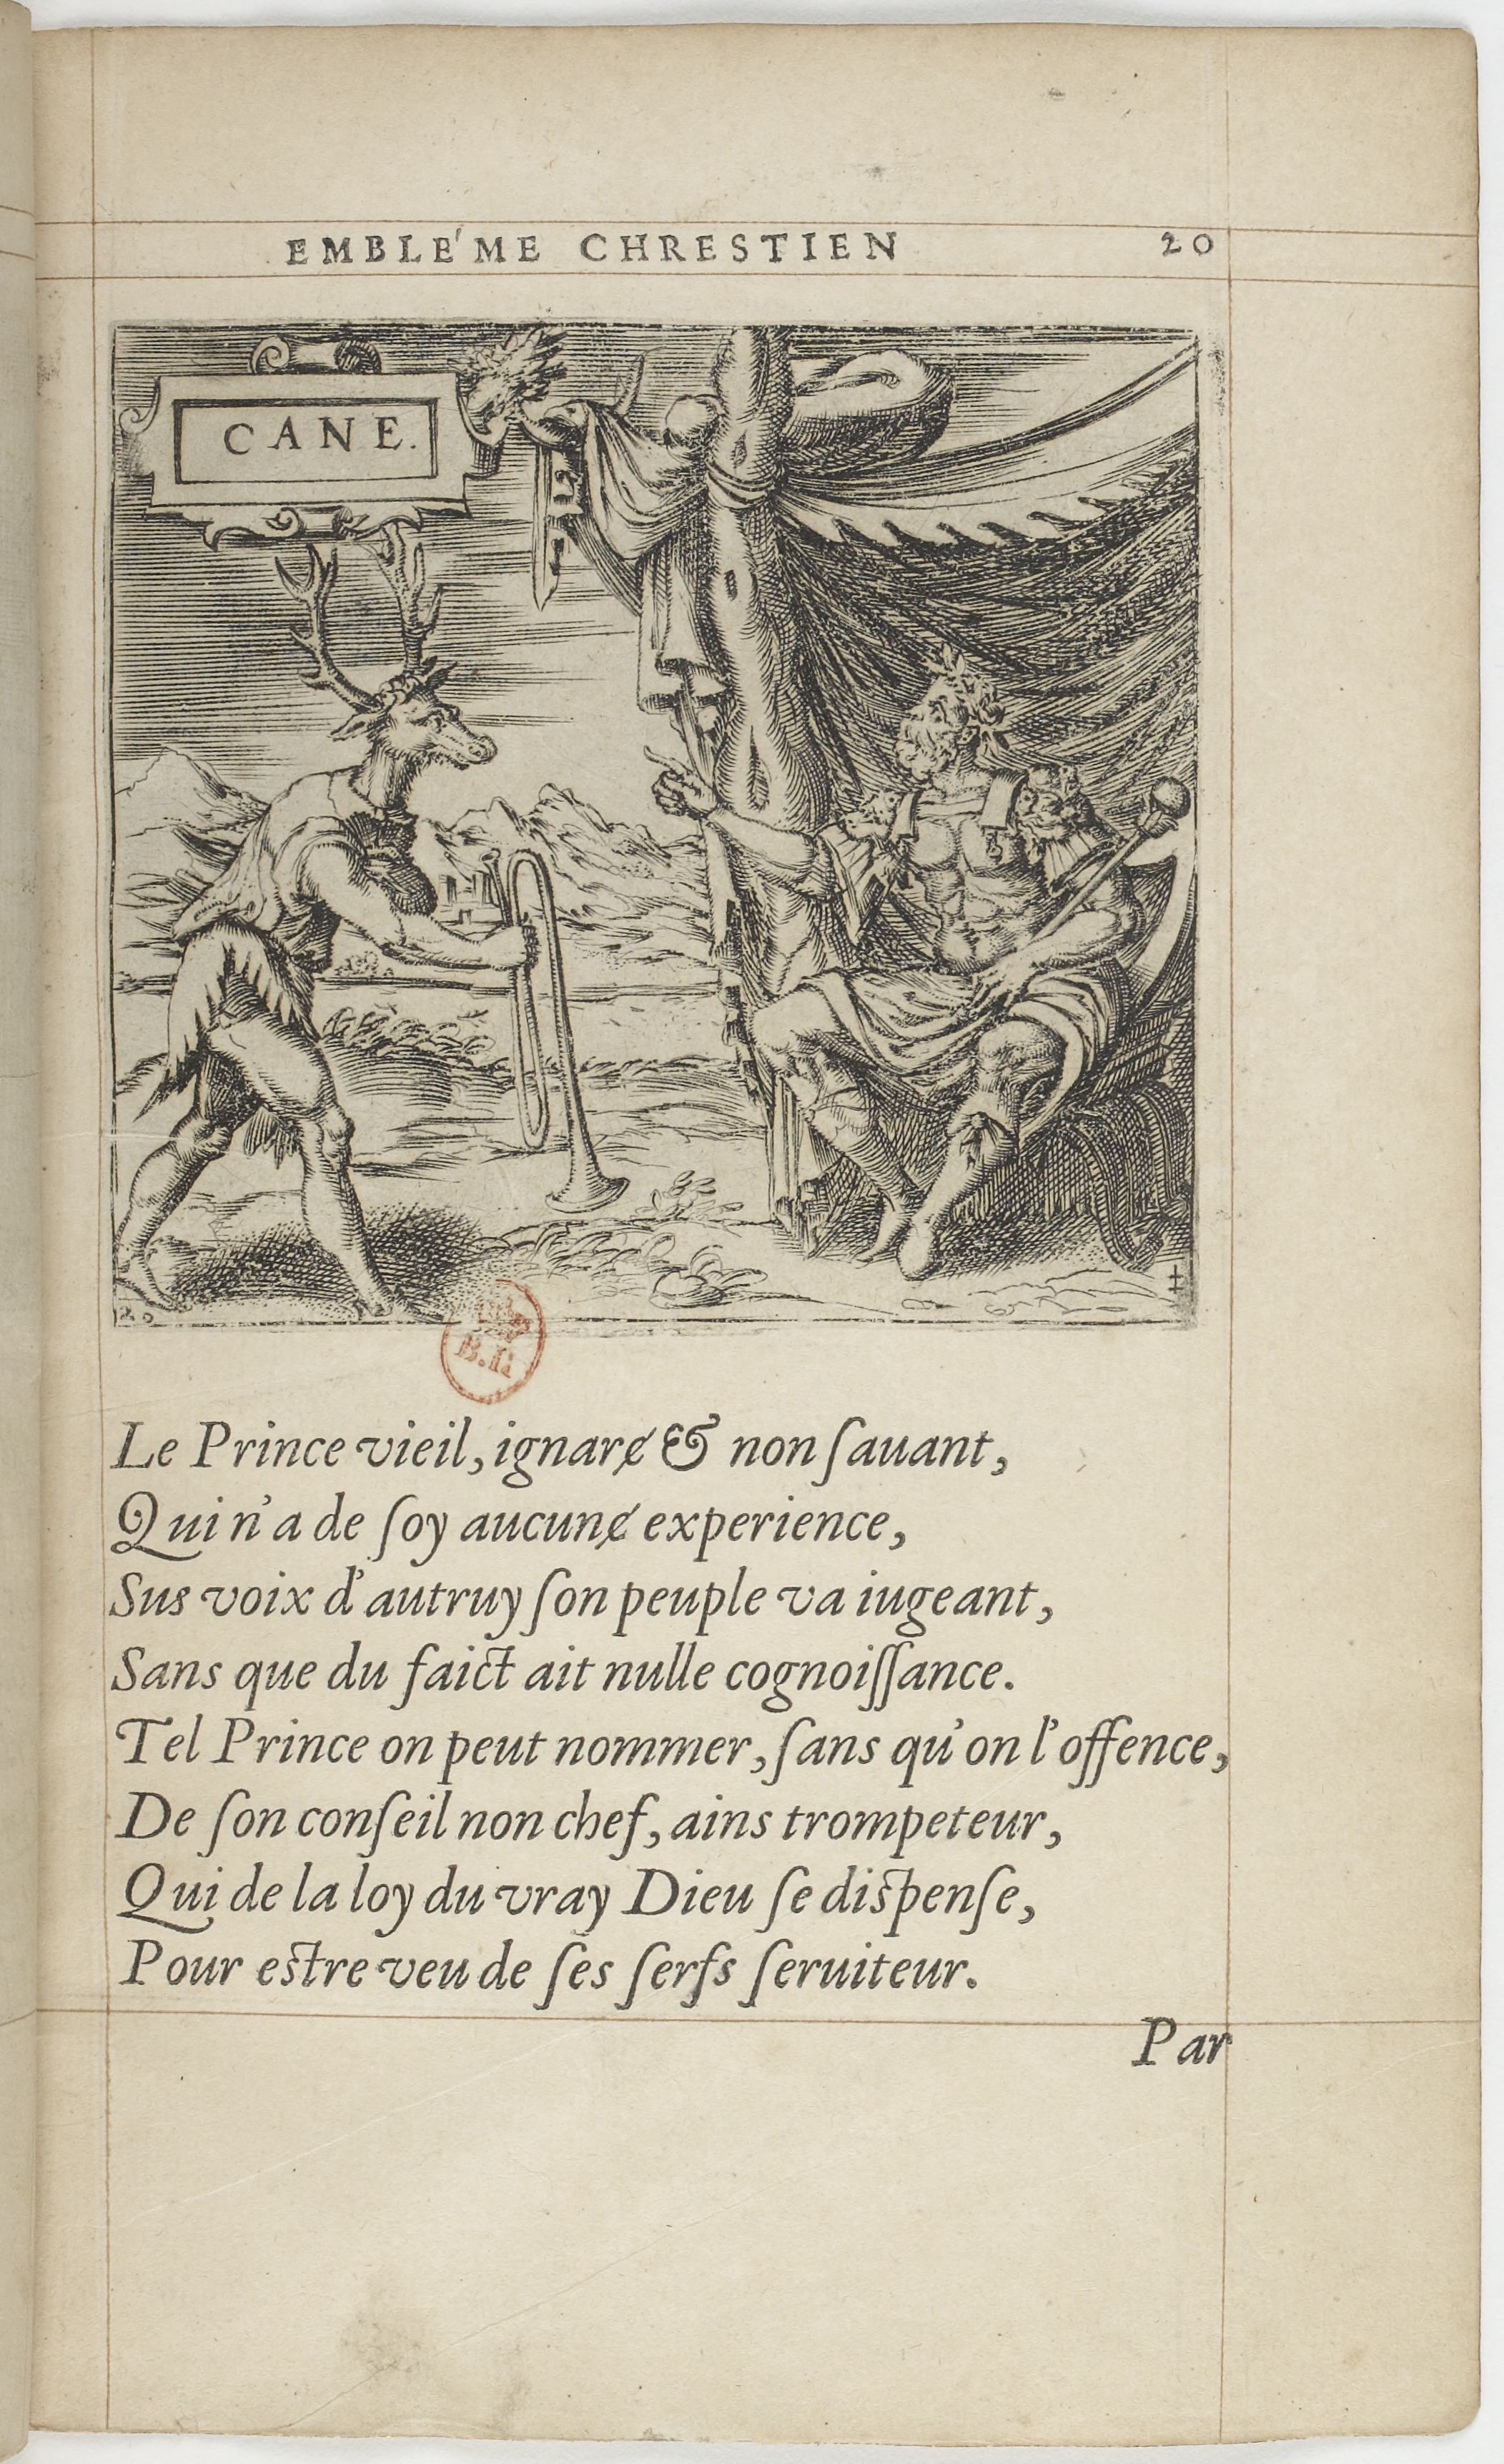 EMBLE´ME CHRESTIEN 20
CANE.
20
Le Prince vieil, ignarɇ & non ſauant,
Qui n'a de ſoy aucunɇ experience,
Sus voix d'autruy ſon peuple va iugeant,
Sans que du faict ait nulle cognoiſſance.
Tel Prince on peut nommer, ſans qu'on l'offence,
De ſon conſeil non chef, ains trompeteur,
Qui de la loy du vray Dieu ſe diſpenſe,
Pour eſtre veu de ſes ſerfs ſeruiteur.
Par